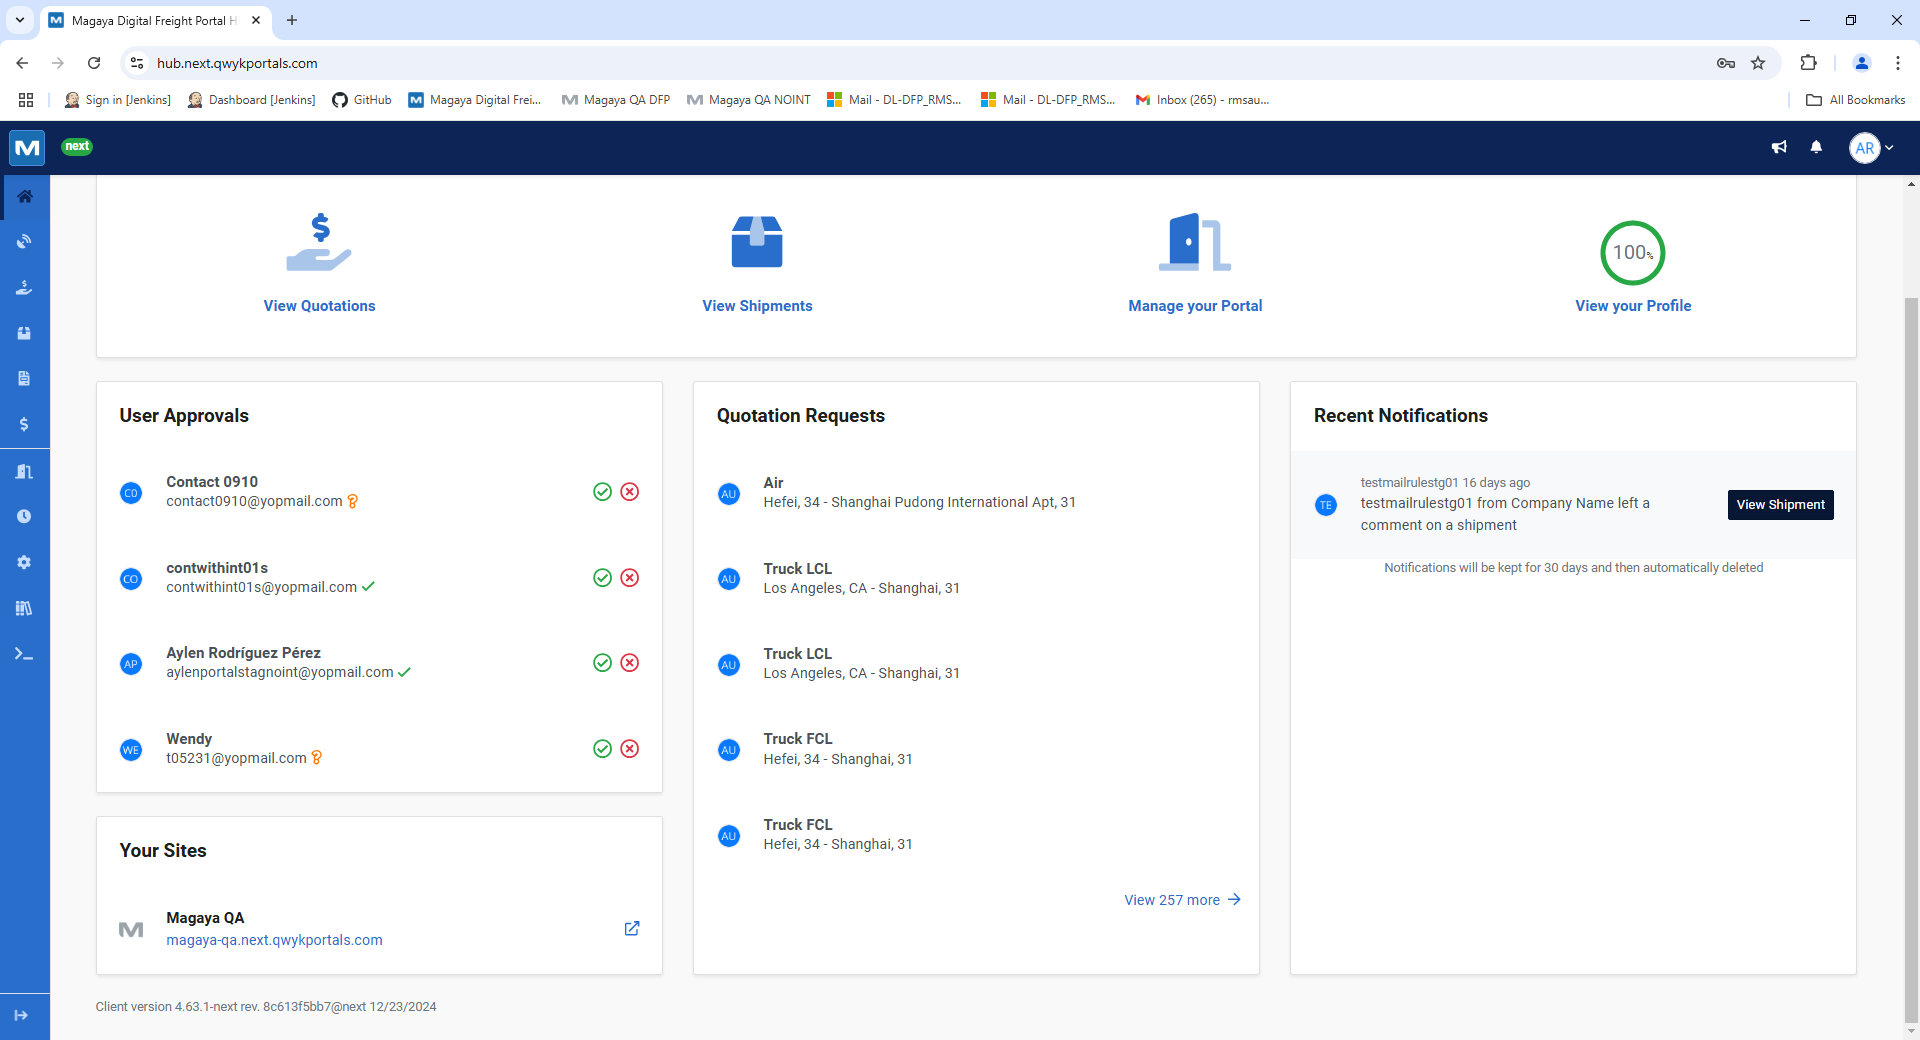 Magaya Digital Freight Portal H
hub.next.qwykportals.com
Sign in [Jenkins]
Dashboard [Jenkins]
GitHub
Magaya Digital Frei...
Magaya QA DFP
Magaya QA NOINT
Mail - DL-DFP_RMS...
Mail - DL-DFP_RMS...
Inbox (265) - rmsau...
All Bookmarks
next
AR
100%
View Quotations
View Shipments
Manage your Portal
View your Profile
User Approvals
C0
Contact 0910
contact0910@yopmail.com
CO
contwithint01s
contwithint01s@yopmail.com
AP
Aylen Rodríguez Pérez
aylenportalstagnoint@yopmail.com
WE
Wendy
t05231@yopmail.com
Your Sites
Magaya QA
magaya-qa.next.qwykportals.com
Quotation Requests
AU
Air
Hefei, 34 - Shanghai Pudong International Apt, 31
AU
Truck LCL
Los Angeles, CA - Shanghai, 31
AU
Truck LCL
Los Angeles, CA - Shanghai, 31
AU
Truck FCL
Hefei, 34 - Shanghai, 31
AU
Truck FCL
Hefei, 34 - Shanghai, 31
View 257 more
Recent Notifications
TE
testmailrulestg01 16 days ago
testmailrulestg01 from Company Name left a
comment on a shipment
View Shipment
Notifications will be kept for 30 days and then automatically deleted
Client version 4.63.1-next rev. 8c613f5bb7@next 12/23/2024